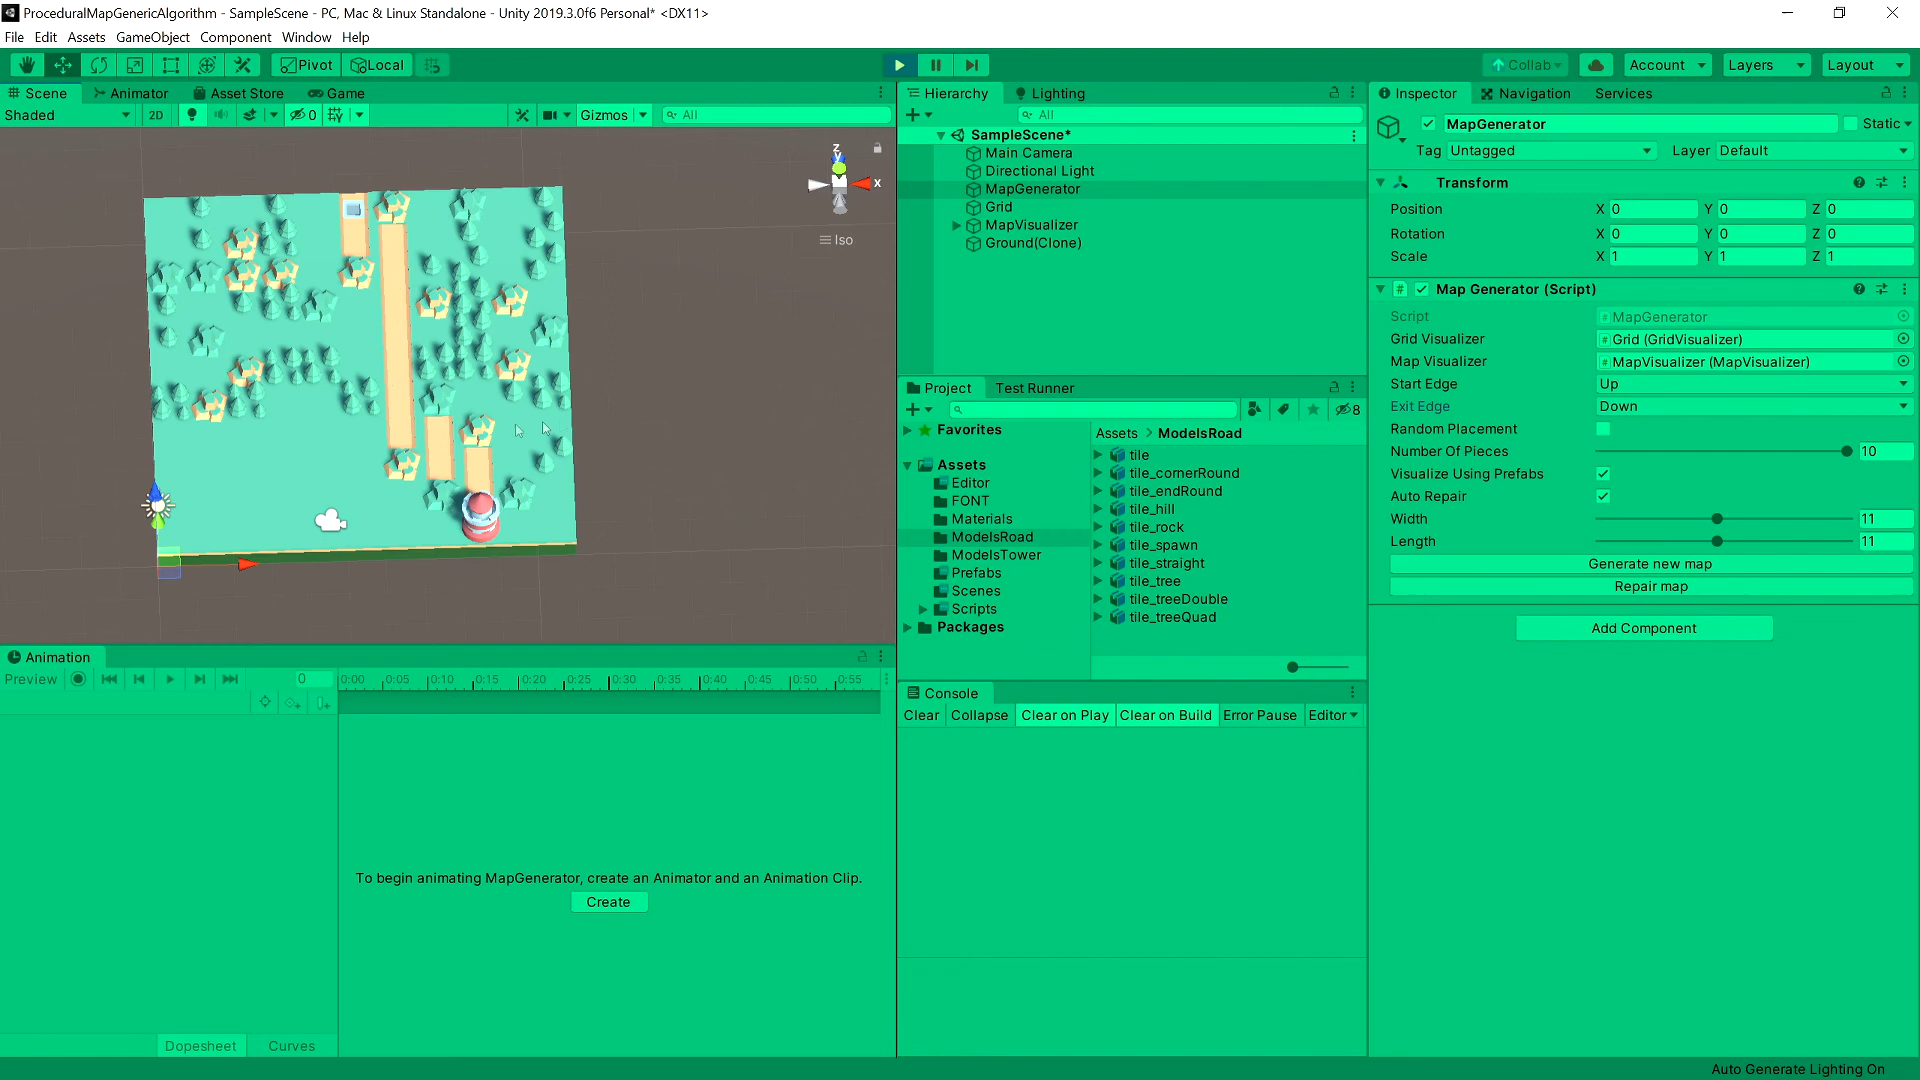 ProceduralMapGenericAlgorithm - SampleScene - PC, Mac & Linux Standalone - Unity 2019.3.0f6 Personal* <DX11>
File Edit Assets GameObject Component Window Help
Pivot Local Collab Account Layers Layout
Scene Animator Asset Store Game
Shaded 2D 0 Gizmos All
z
y
x
Iso
Animation
Preview 0 0:00 0:05 0:10 0:15 0:20 0:25 0:30 0:35 0:40 0:45 0:50 0:55
To begin animating MapGenerator, create an Animator and an Animation Clip.
Create
Dopesheet Curves
Hierarchy Lighting
All
SampleScene*
Main Camera
Directional Light
MapGenerator
Grid
MapVisualizer
Ground(Clone)
Project Test Runner
8
Favorites
Assets
Editor
FONT
Materials
ModelsRoad
ModelsTower
Prefabs
Scenes
Scripts
Packages
Assets > ModelsRoad
tile
tile_cornerRound
tile_endRound
tile_hill
tile_rock
tile_spawn
tile_straight
tile_tree
tile_treeDouble
tile_treeQuad
Console
Clear Collapse Clear on Play Clear on Build Error Pause Editor
Inspector Navigation Services
MapGenerator Static
Tag Untagged Layer Default
Transform
Position X 0 Y 0 Z 0
Rotation X 0 Y 0 Z 0
Scale X 1 Y 1 Z 1
# Map Generator (Script)
Script # MapGenerator
Grid Visualizer # Grid (GridVisualizer)
Map Visualizer # MapVisualizer (MapVisualizer)
Start Edge Up
Exit Edge Down
Random Placement
Number Of Pieces 10
Visualize Using Prefabs
Auto Repair
Width 11
Length 11
Generate new map
Repair map
Add Component
Auto Generate Lighting On